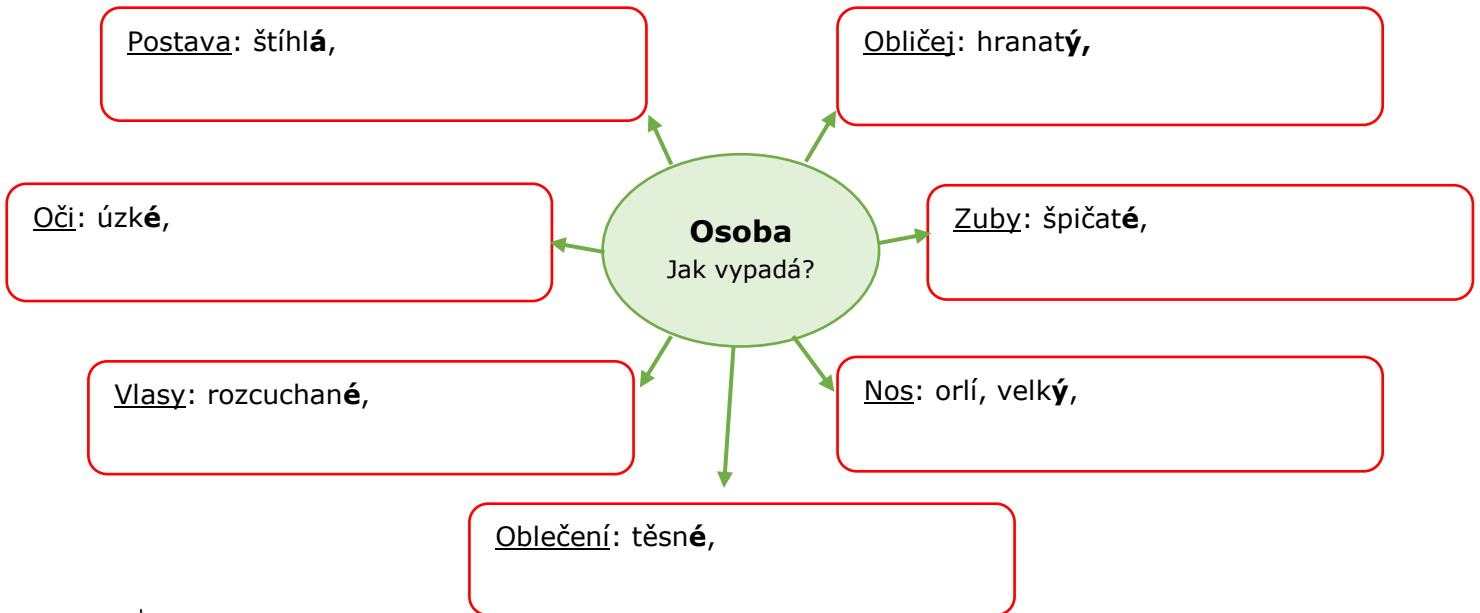 Postava: štíhlá,
Obličej: hranatý,
Oči: úzké,
Osoba
Jak vypadá?
Zuby: špičaté,
Vlasy: rozcuchané,
Nos: orlí, velký,
Oblečení: těsné,